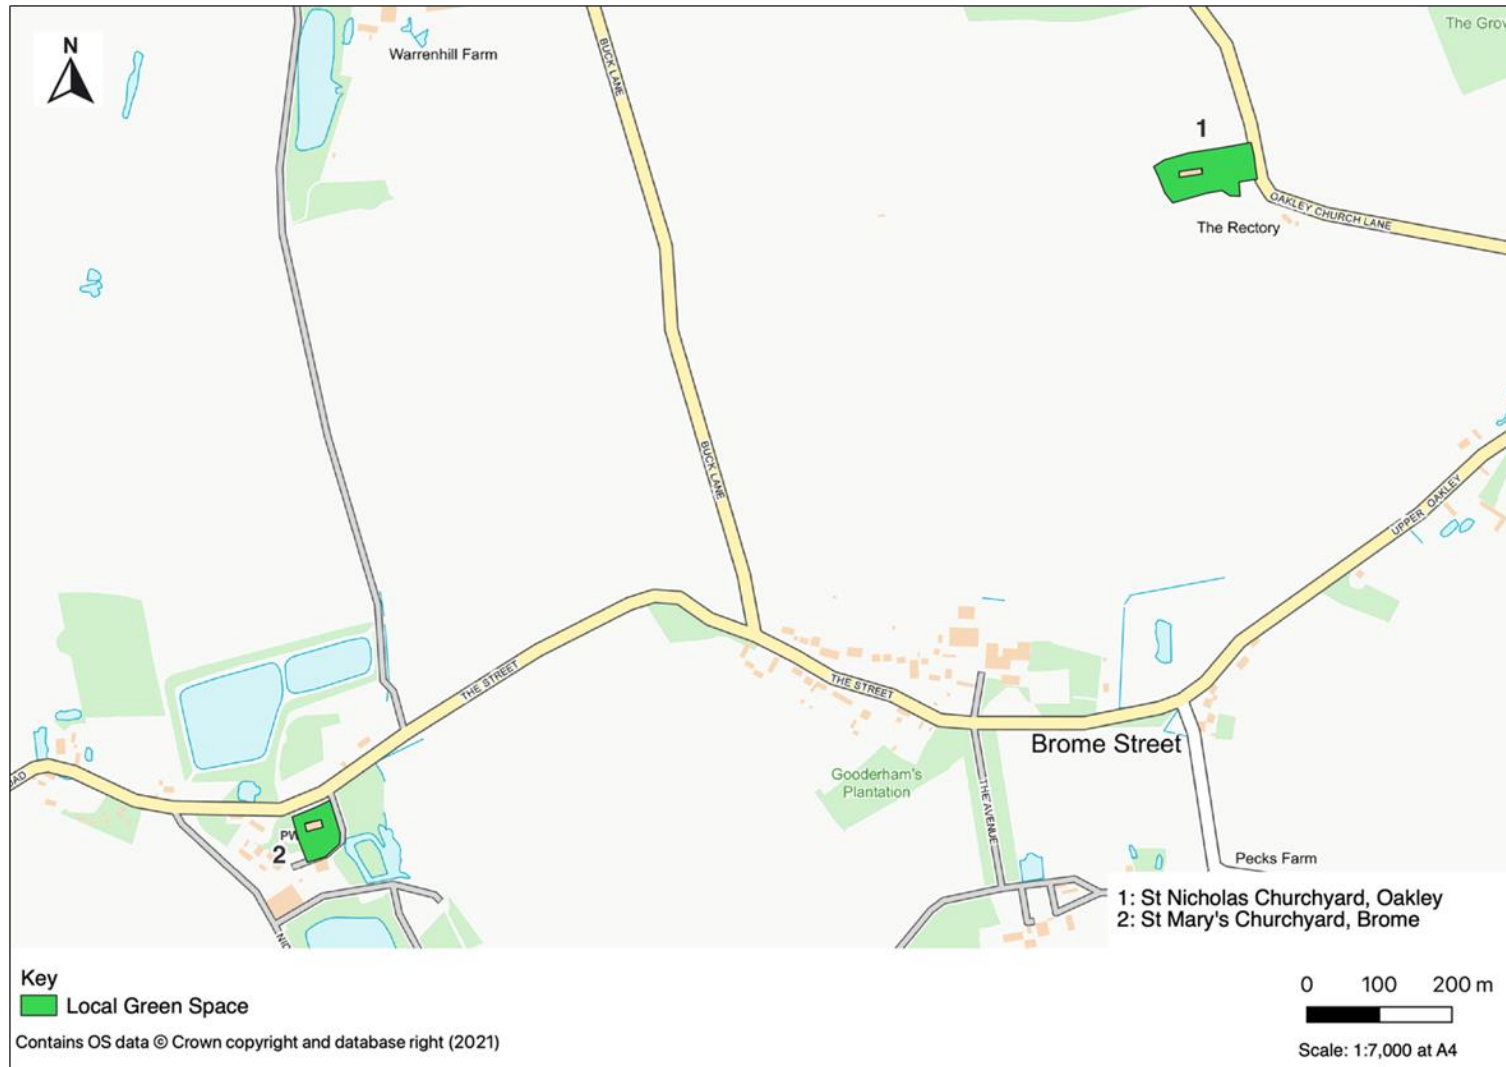 N
Warrenhill Farm
BUCK LANE
The Grov
1
OAKLEY CHURCH LANE
The Rectory
BUCK LANE
UPPER OAKLEY
THE STREET
THE STREET
Brome Street
Gooderham's
Plantation
THE AVENUE
OAD
PW
2
NIC
Pecks Farm
1: St Nicholas Churchyard, Oakley
2: St Mary's Churchyard, Brome
Key
Local Green Space
0 100 200 m
Contains OS data © Crown copyright and database right (2021)
Scale: 1:7,000 at A4